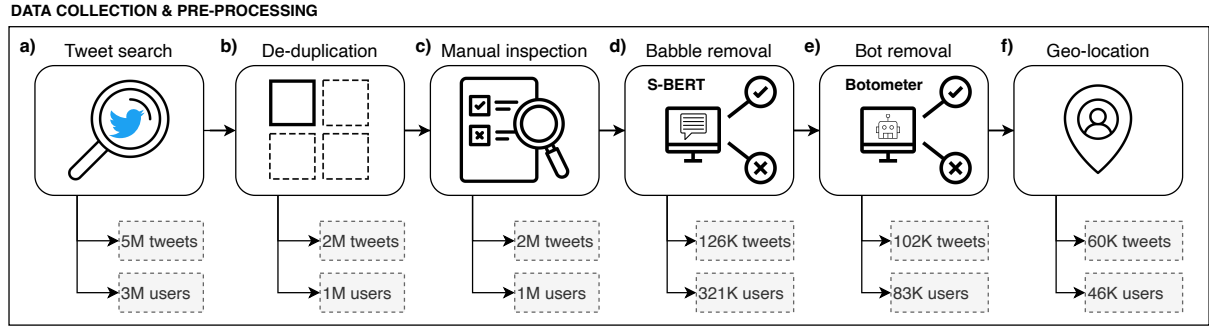 DATA COLLECTION & PRE-PROCESSING
a) Tweet search
b) De-duplication
c) Manual inspection
d) Babble removal
e) Bot removal
f) Geo-location
S-BERT
Botometer
5M tweets
2M tweets
2M tweets
126K tweets
102K tweets
60K tweets
3M users
1M users
1M users
321K users
83K users
46K users